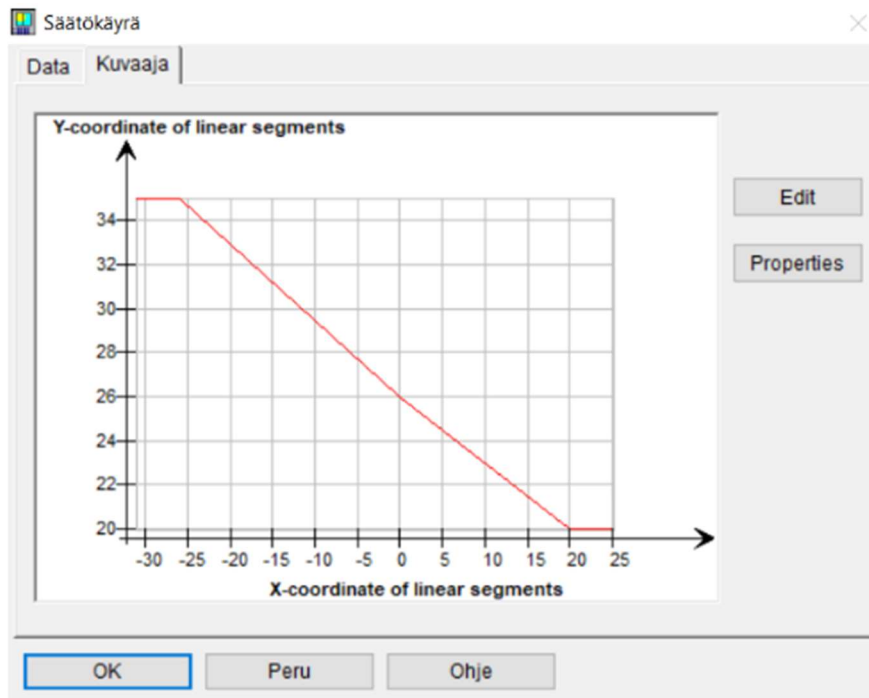 Säätökäyrä
Data Kuvaaja
Y-coordinate of linear segments
34
32
30
28
26
24
22
20
-30 -25 -20 -15 -10 -5 0 5 10 15 20 25
X-coordinate of linear segments
Edit
Properties
OK Peru Ohje